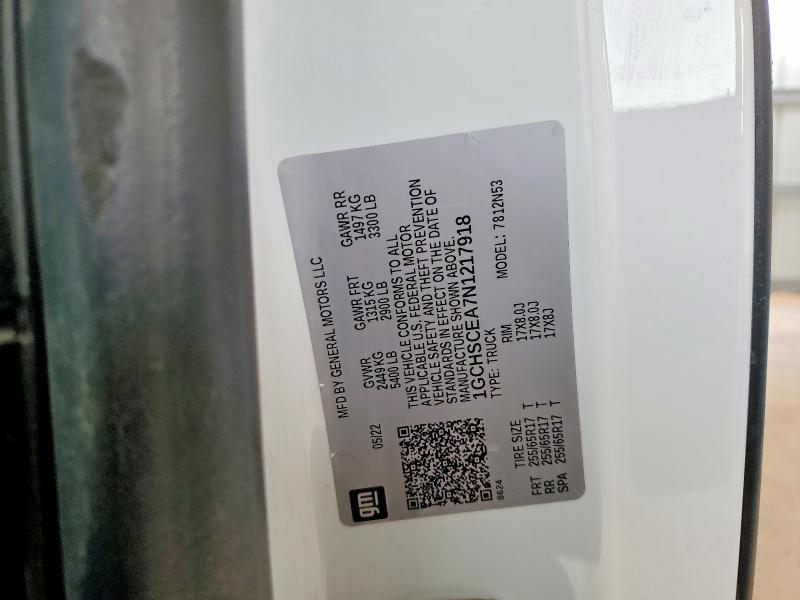 gm
MFD BY GENERAL MOTORS LLC
05/22
GVWR GAWR FRT GAWR RR
2449 KG 1315 KG 1497 KG
5400 LB 2900 LB 3300 LB
THIS VEHICLE CONFORMS TO ALL
APPLICABLE U.S. FEDERAL MOTOR
VEHICLE SAFETY AND THEFT PREVENTION
STANDARDS IN EFFECT ON THE DATE OF
MANUFACTURE SHOWN ABOVE.
1GCHSCEA7N1217918
TYPE: TRUCK MODEL: 7812N53
8624
TIRE SIZE RIM
FRT 255/65R17 T 17X8.0J
RR 255/65R17 T 17X8.0J
SPA 255/65R17 T 17X8J